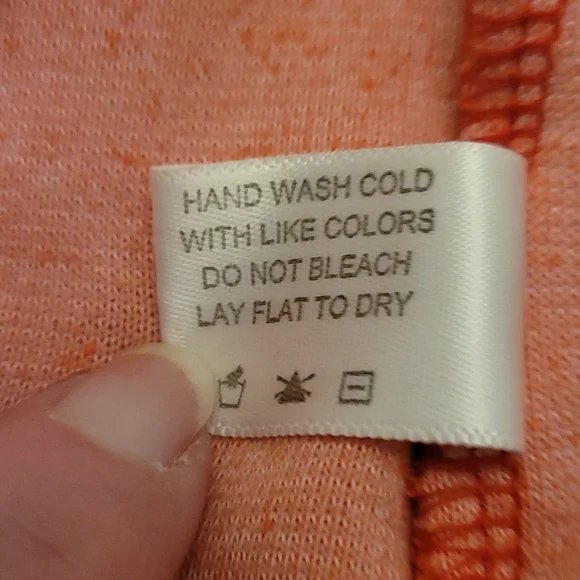 HAND WASH COLD
WITH LIKE COLORS
DO NOT BLEACH
LAY FLAT TO DRY